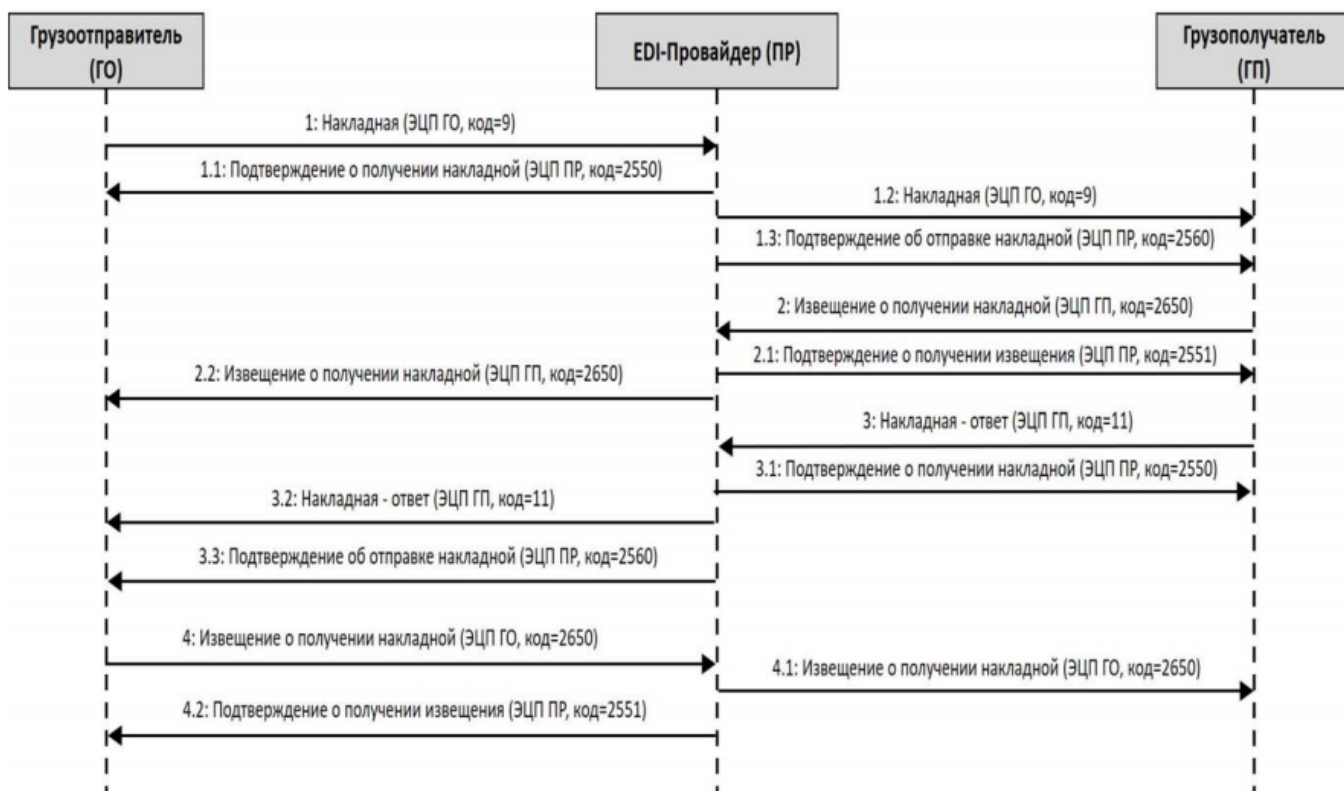 Грузоотправитель
(ГО)
EDI-Провайдер (ПР)
Грузополучатель
(ГП)
1: Накладная (ЭЦП ГО, код=9)
1.1: Подтверждение о получении накладной (ЭЦП ПР, код=2550)
1.2: Накладная (ЭЦП ГО, код=9)
1.3: Подтверждение об отправке накладной (ЭЦП ПР, код=2560)
2: Извещение о получении накладной (ЭЦП ГП, код=2650)
2.1: Подтверждение о получении извещения (ЭЦП ПР, код=2551)
2.2: Извещение о получении накладной (ЭЦП ГП, код=2650)
3: Накладная - ответ (ЭЦП ГП, код=11)
3.1: Подтверждение о получении накладной (ЭЦП ПР, код=2550)
3.2: Накладная - ответ (ЭЦП ГП, код=11)
3.3: Подтверждение об отправке накладной (ЭЦП ПР, код=2560)
4: Извещение о получении накладной (ЭЦП ГО, код=2650)
4.1: Извещение о получении накладной (ЭЦП ГО, код=2650)
4.2: Подтверждение о получении извещения (ЭЦП ПР, код=2551)